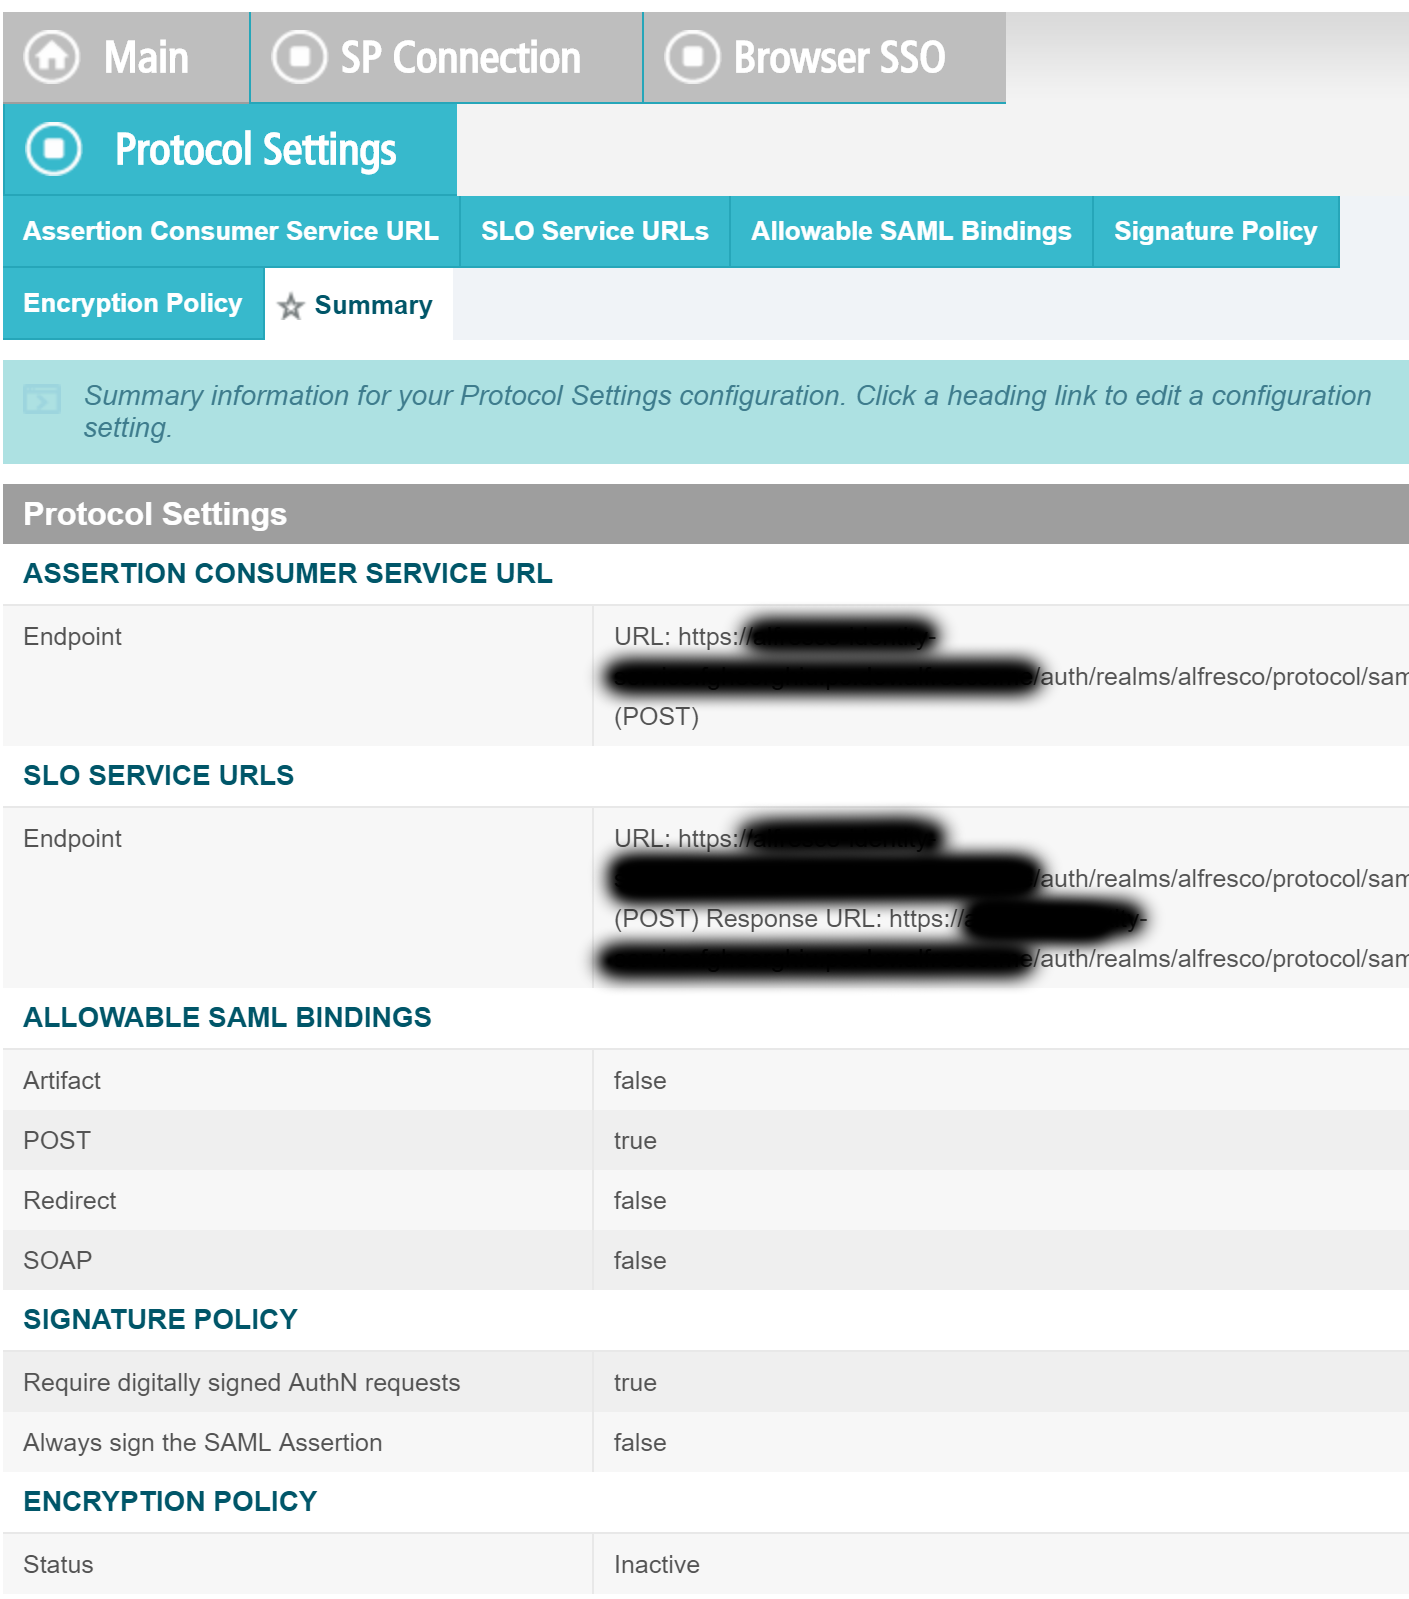 Main
SP Connection
Browser SSO
Protocol Settings
Assertion Consumer Service URL
SLO Service URLs
Allowable SAML Bindings
Signature Policy
Encryption Policy
Summary
Summary information for your Protocol Settings configuration. Click a heading link to edit a configuration
setting.
Protocol Settings
ASSERTION CONSUMER SERVICE URL
Endpoint
URL: https://
/auth/realms/alfresco/protocol/sam
(POST)
SLO SERVICE URLS
Endpoint
URL: https://
/auth/realms/alfresco/protocol/sam
(POST) Response URL: https://
/auth/realms/alfresco/protocol/sam
ALLOWABLE SAML BINDINGS
Artifact
false
POST
true
Redirect
false
SOAP
false
SIGNATURE POLICY
Require digitally signed AuthN requests
true
Always sign the SAML Assertion
false
ENCRYPTION POLICY
Status
Inactive